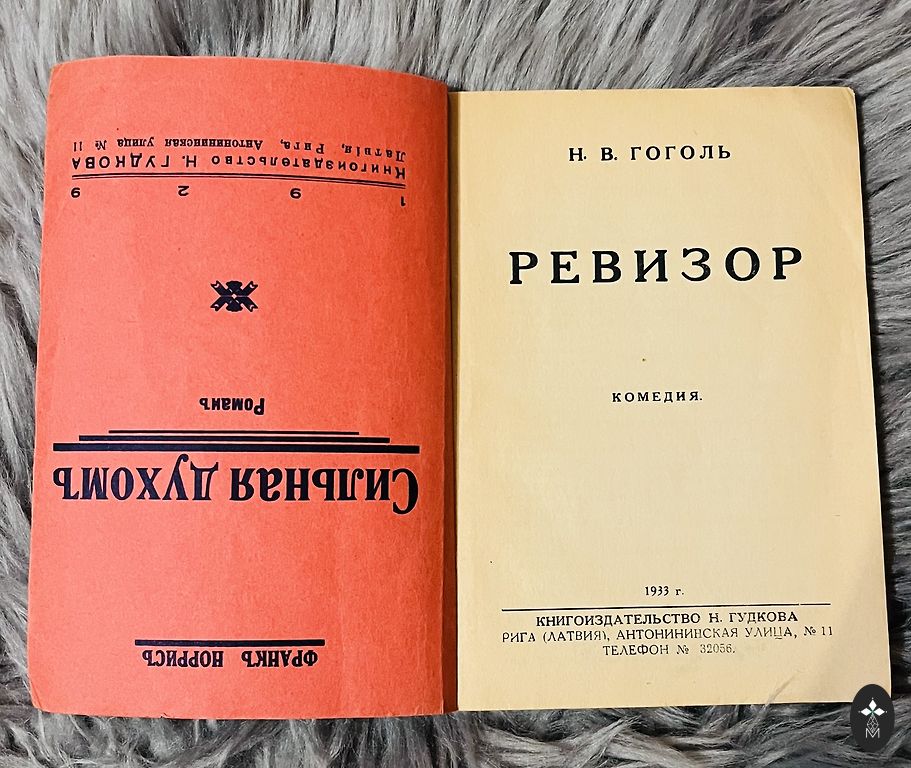 ФРАНКЪ НОРРИСЪ
Сильная духомъ
Романъ
1 9 2 9
Книгоиздательство Н. ГУДКОВА
Латвія, Рига, Антонининская улица № 11
Н. В. ГОГОЛЬ
РЕВИЗОР
КОМЕДИЯ.
1933 г.
КНИГОИЗДАТЕЛЬСТВО Н. ГУДКОВА
РИГА (ЛАТВИЯ), АНТОНИНИНСКАЯ УЛИЦА, № 11
ТЕЛЕФОН № 32056.
M